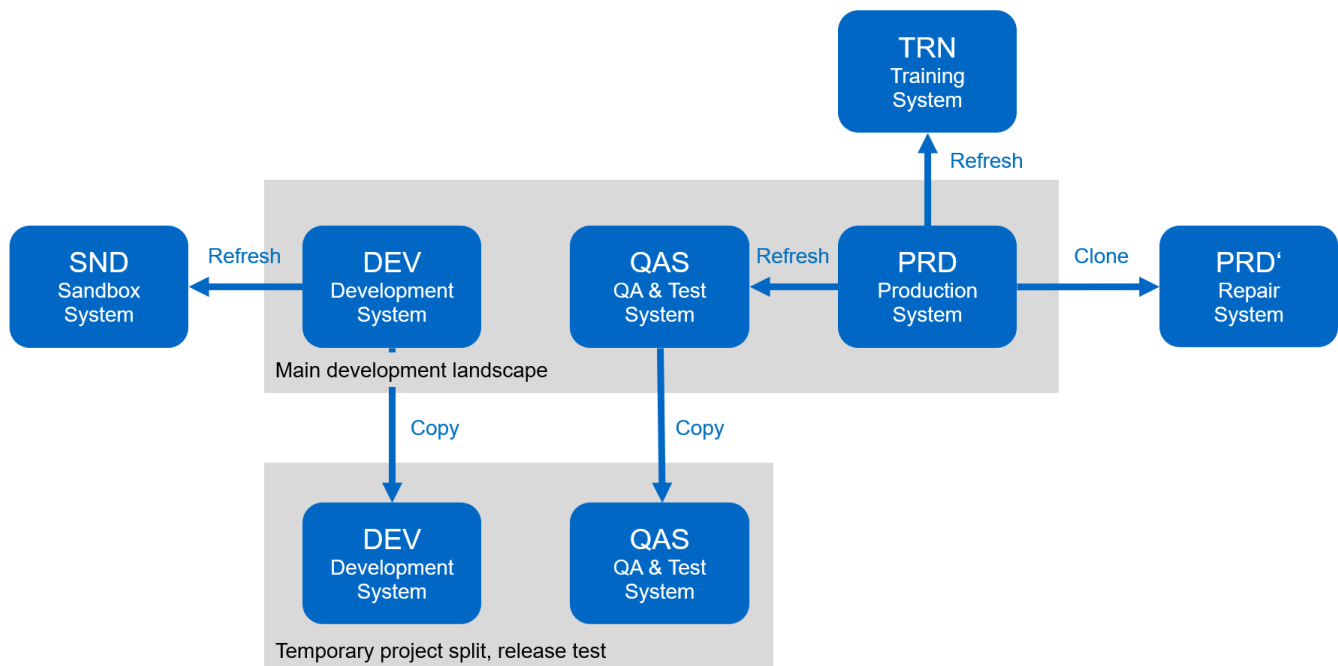 TRN
Training
System
Refresh
SND
Sandbox
System
Refresh
DEV
Development
System
QAS
QA & Test
System
Refresh
PRD
Production
System
Clone
PRD‘
Repair
System
Main development landscape
Copy
Copy
DEV
Development
System
QAS
QA & Test
System
Temporary project split, release test